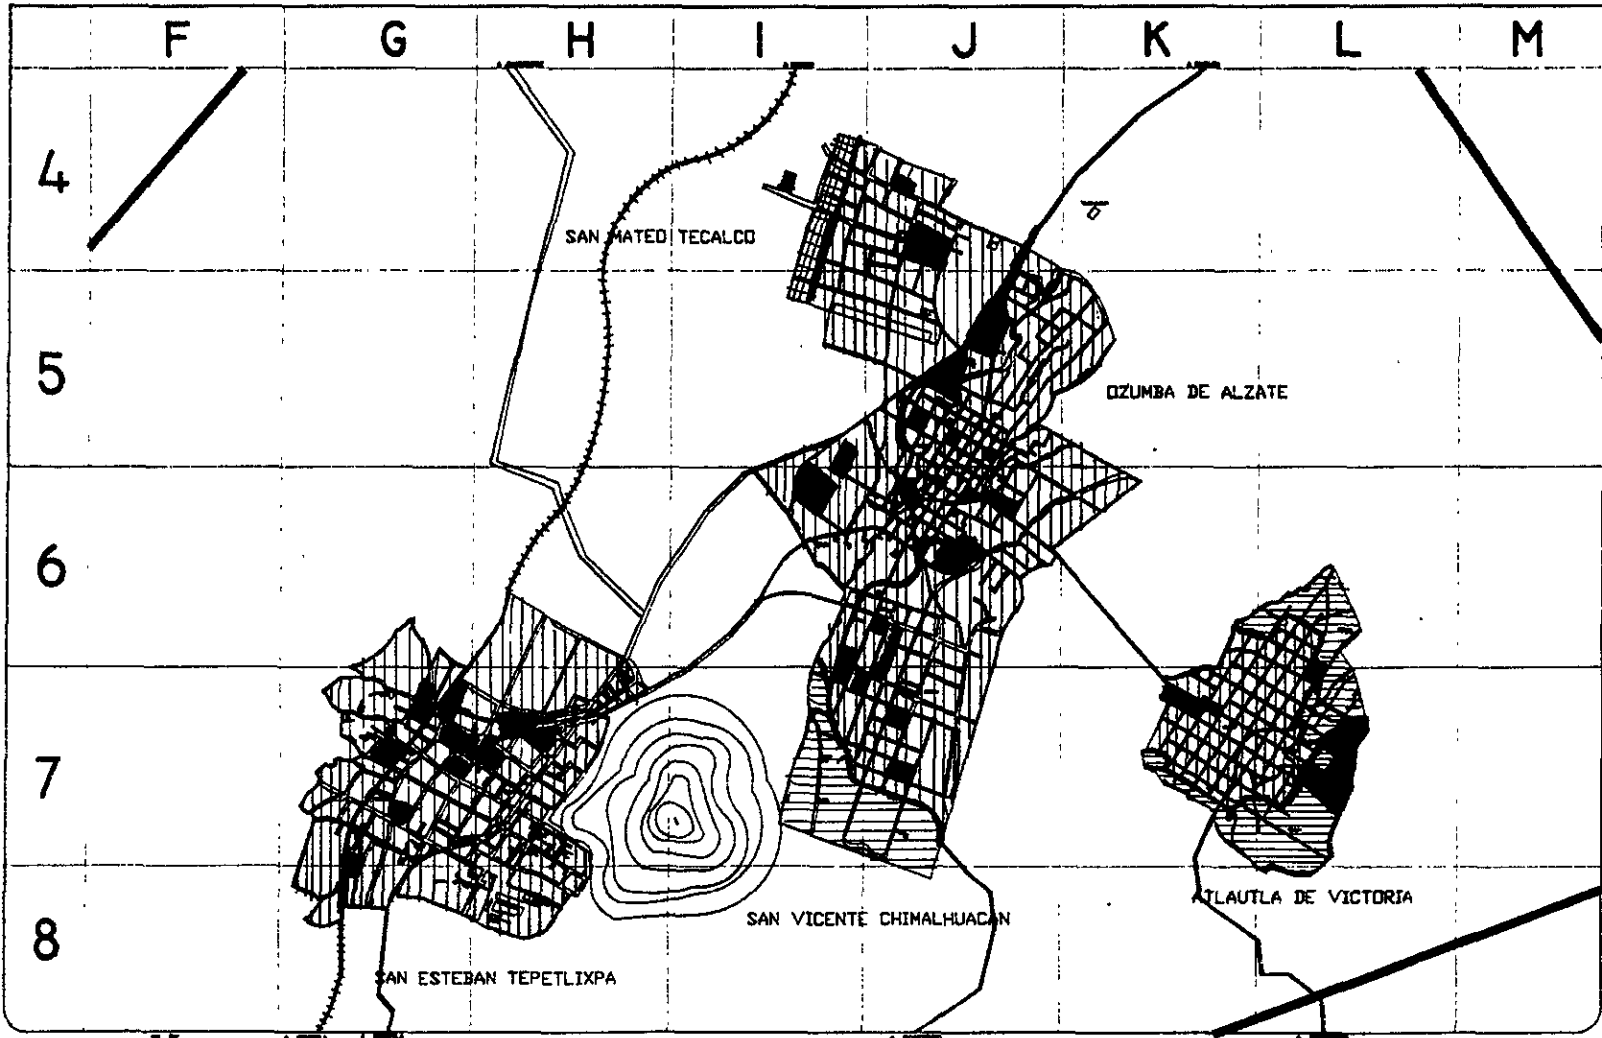 F G H I J K L M
4
SAN MATEO TECALCO
5
OZUMBA DE ALZATE
6
7
ATLAUTLA DE VICTORIA
SAN VICENTE CHIMALHUACAN
8
SAN ESTEBAN TEPETLIXPA